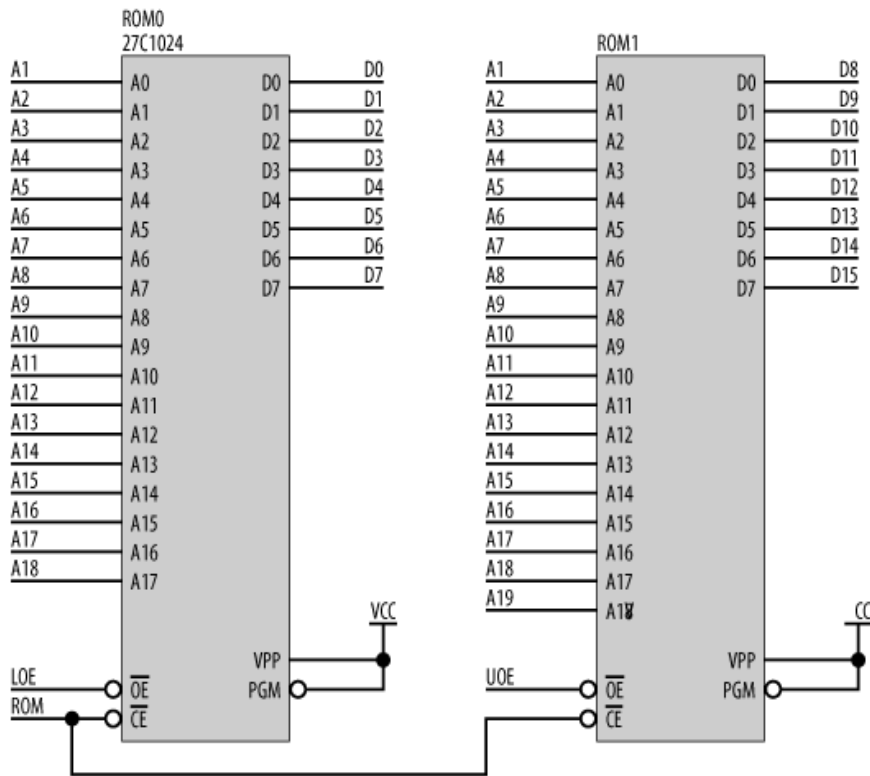 ROM0
27C1024
ROM1
A1 A0 D0 D0
A2 A1 D1 D1
A3 A2 D2 D2
A4 A3 D3 D3
A5 A4 D4 D4
A6 A5 D5 D5
A7 A6 D6 D6
A8 A7 D7 D7
A9 A8
A10 A9
A11 A10
A12 A11
A13 A12
A14 A13
A15 A14
A16 A15
A17 A16
A18 A17
VCC
VPP
LOE OE PGM
ROM CE
A1 A0 D0 D8
A2 A1 D1 D9
A3 A2 D2 D10
A4 A3 D3 D11
A5 A4 D4 D12
A6 A5 D5 D13
A7 A6 D6 D14
A8 A7 D7 D15
A9 A8
A10 A9
A11 A10
A12 A11
A13 A12
A14 A13
A15 A14
A16 A15
A17 A16
A18 A17
A19
CC
VPP
UOE OE PGM
CE